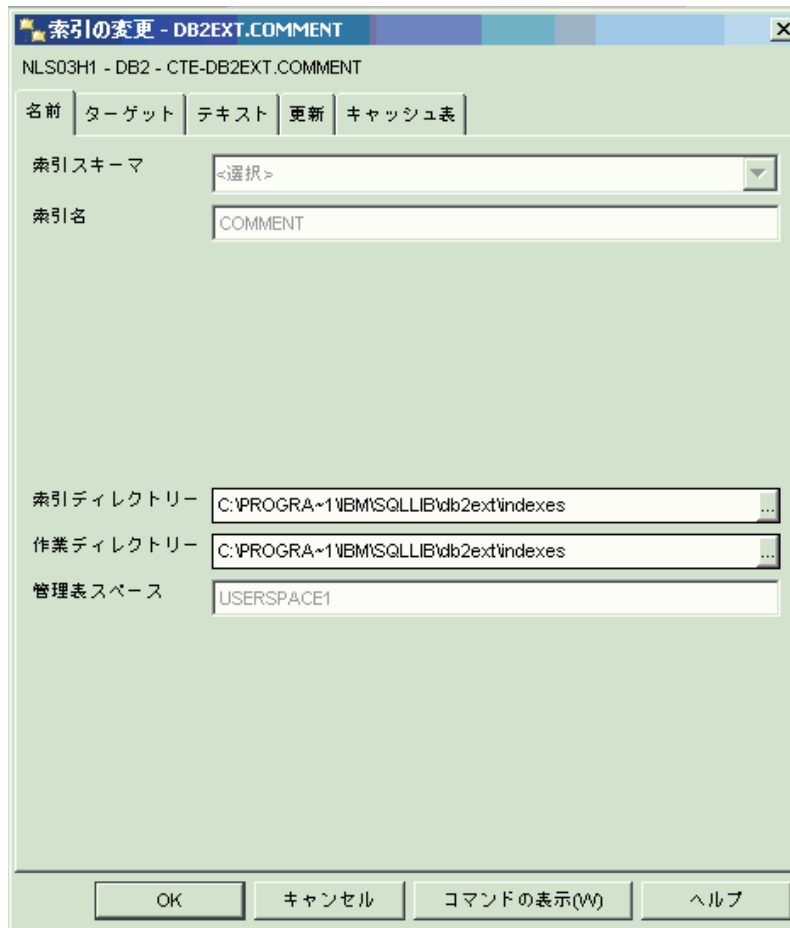 索引の変更 - DB2EXT.COMMENT
NLS03H1 - DB2 - CTE-DB2EXT.COMMENT
名前 ターゲット テキスト 更新 キャッシュ表
索引スキーマ <選択>
索引名 COMMENT
索引ディレクトリー C:\PROGRA~1\IBM\SQLLIB\db2ext\indexes ...
作業ディレクトリー C:\PROGRA~1\IBM\SQLLIB\db2ext\indexes ...
管理表スペース USERSPACE1
OK キャンセル コマンドの表示(W) ヘルプ